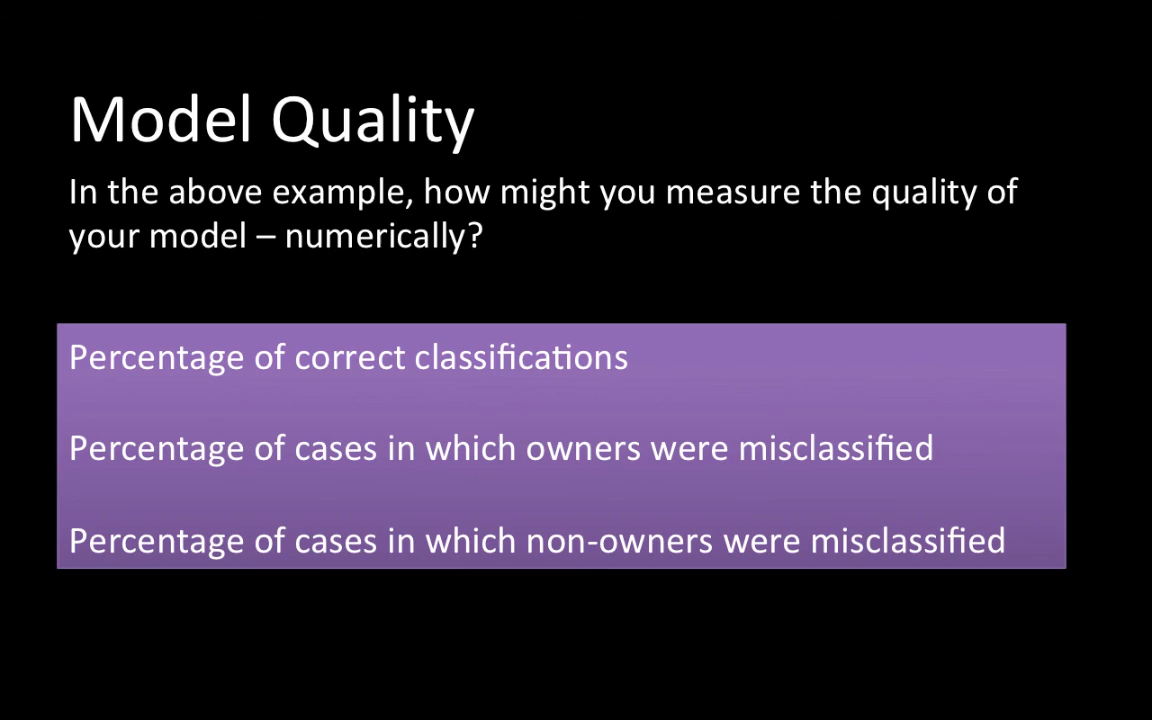 Model Quality
In the above example, how might you measure the quality of
your model – numerically?
Percentage of correct classifications
Percentage of cases in which owners were misclassified
Percentage of cases in which non-owners were misclassified